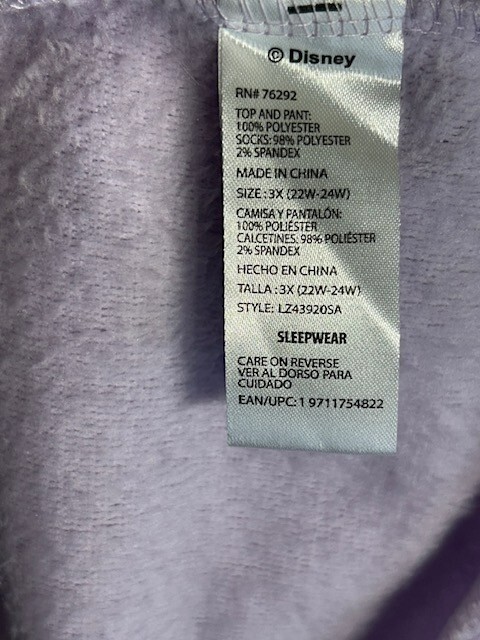 © Disney
RN# 76292
TOP AND PANT:
100% POLYESTER
SOCKS: 98% POLYESTER
2% SPANDEX
MADE IN CHINA
SIZE : 3X (22W-24W)
CAMISA Y PANTALÓN:
100% POLIÉSTER
CALCETINES: 98% POLIÉSTER
2% SPANDEX
HECHO EN CHINA
TALLA : 3X (22W-24W)
STYLE: LZ43920SA
SLEEPWEAR
CARE ON REVERSE
VER AL DORSO PARA
CUIDADO
EAN/UPC: 1 9711754822